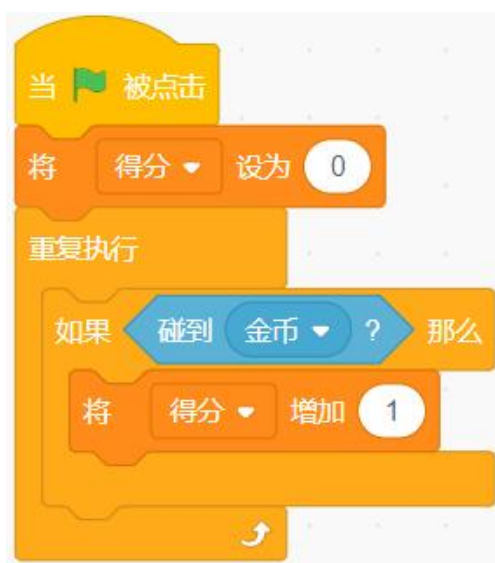 当 被点击
将 得分 设为 0
重复执行
如果 碰到 金币 ? 那么
将 得分 增加 1